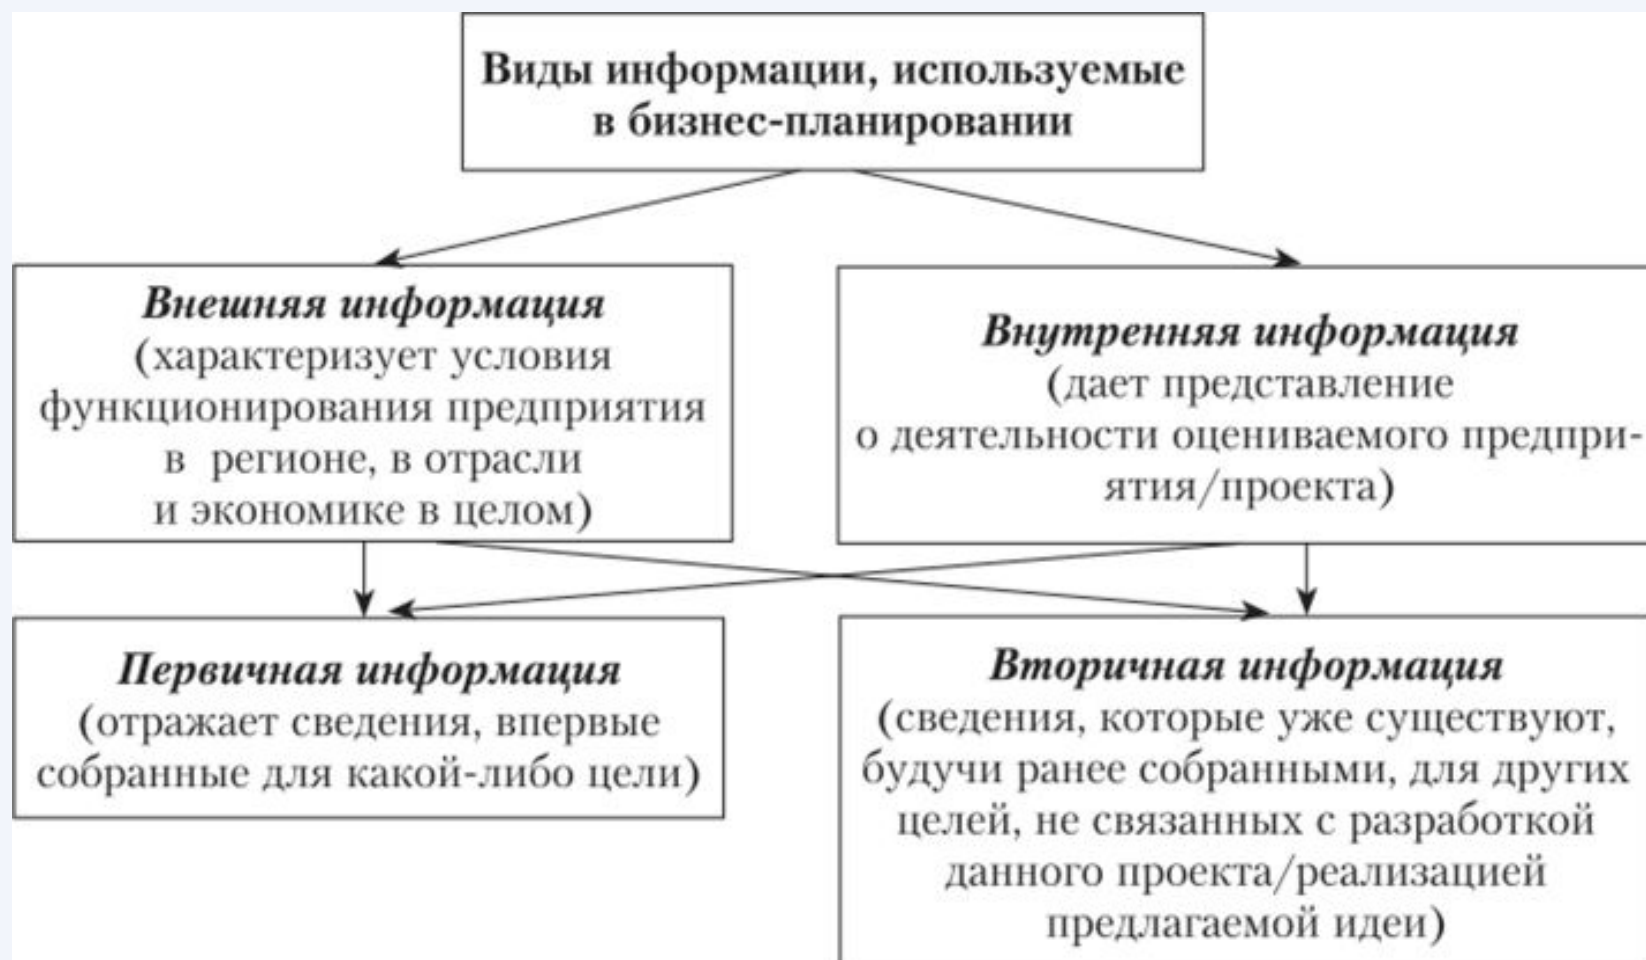 Виды информации, используемые
в бизнес-планировании
Внешняя информация
(характеризует условия
функционирования предприятия
в регионе, в отрасли
и экономике в целом)
Внутренняя информация
(дает представление
о деятельности оцениваемого предпри-
ятия/проекта)
Первичная информация
(отражает сведения, впервые
собранные для какой-либо цели)
Вторичная информация
(сведения, которые уже существуют,
будучи ранее собранными, для других
целей, не связанных с разработкой
данного проекта/реализацией
предлагаемой идеи)